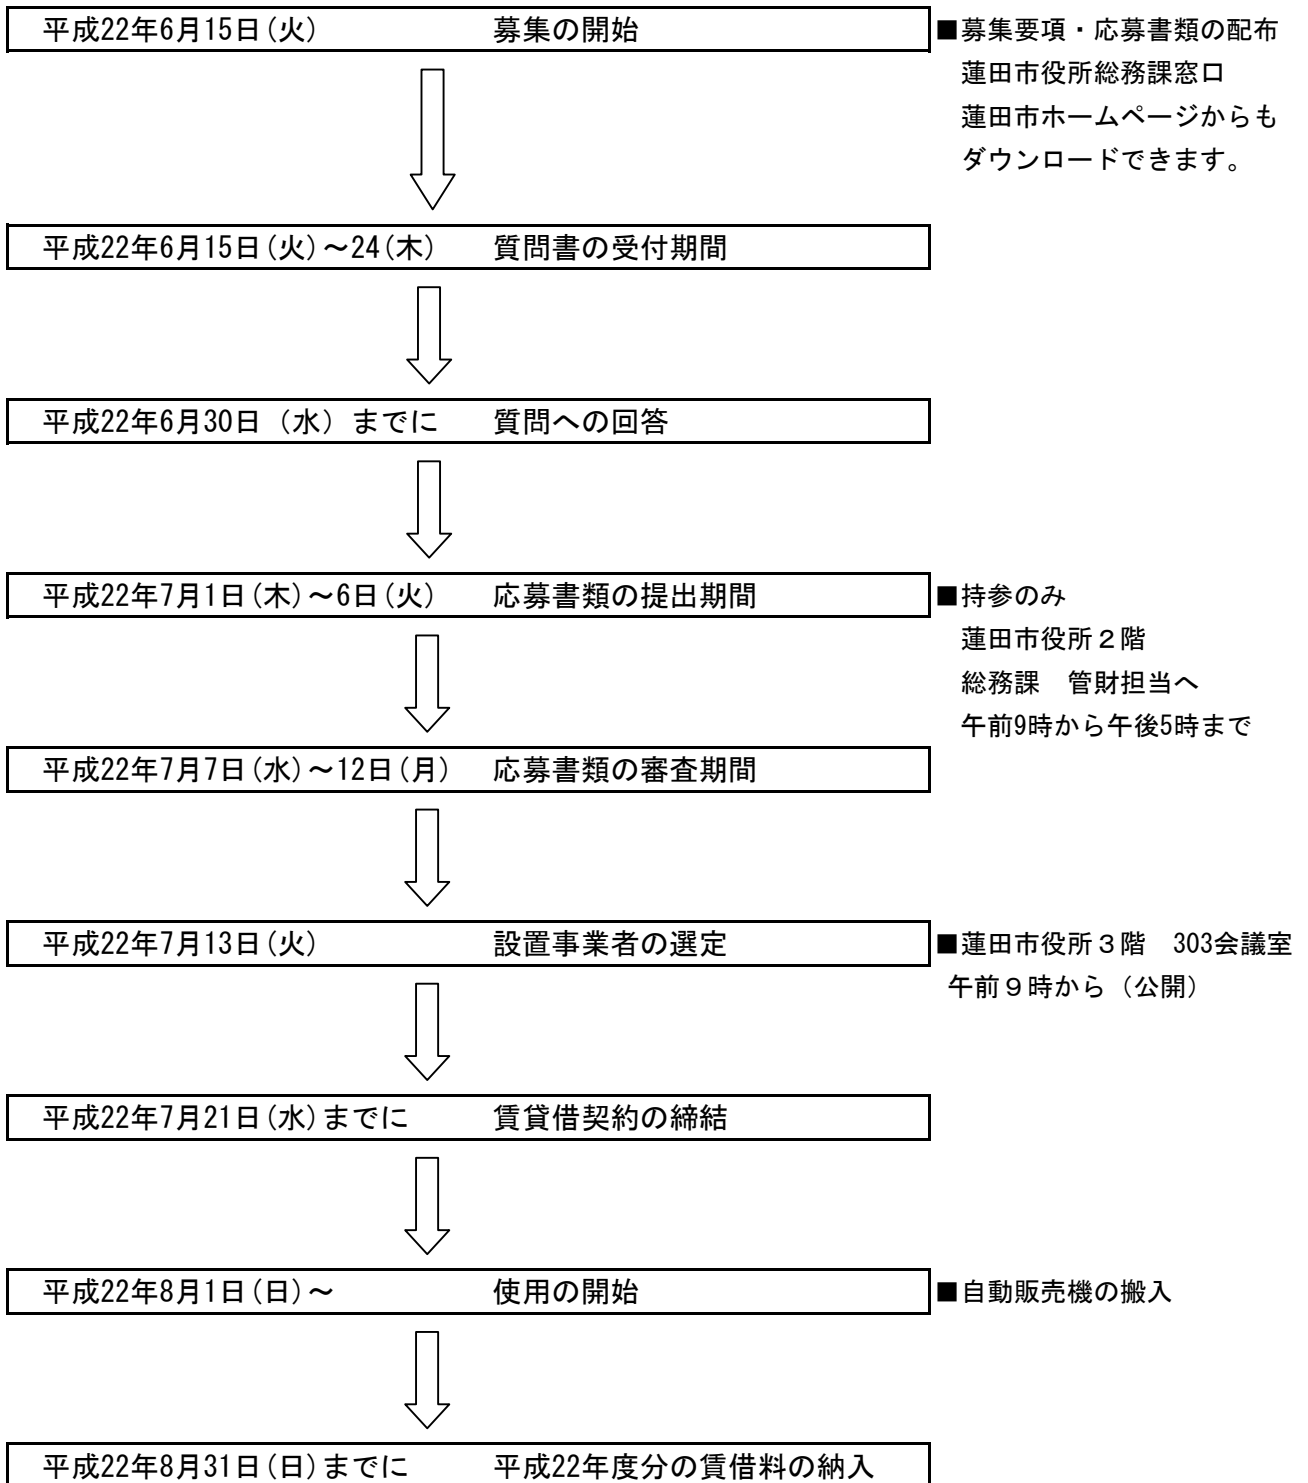 平成22年6月15日(火)　募集の開始
■募集要項・応募書類の配布
蓮田市役所総務課窓口
蓮田市ホームページからも
ダウンロードできます。
平成22年6月15日(火)～24(木)　質問書の受付期間
平成22年6月30日（水）までに　質問への回答
平成22年7月1日(木)～6日(火)　応募書類の提出期間
■持参のみ
蓮田市役所２階
総務課　管財担当へ
午前9時から午後5時まで
平成22年7月7日(水)～12日(月)　応募書類の審査期間
平成22年7月13日(火)　設置事業者の選定
■蓮田市役所３階　303会議室
午前９時から（公開）
平成22年7月21日(水)までに　賃貸借契約の締結
平成22年8月1日(日)～　使用の開始
■自動販売機の搬入
平成22年8月31日(日)までに　平成22年度分の賃借料の納入